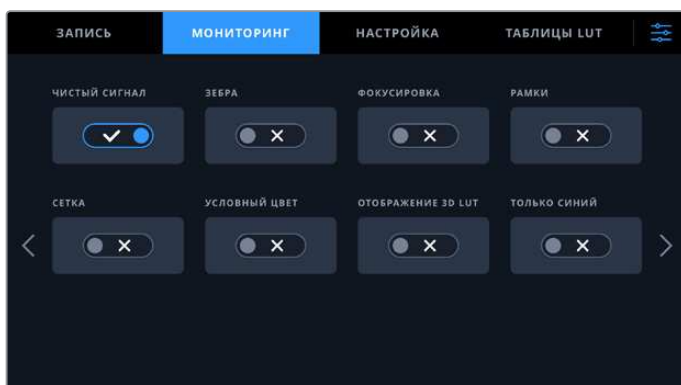 ЗАПИСЬ МОНИТОРИНГ НАСТРОЙКА ТАБЛИЦЫ LUT
ЧИСТЫЙ СИГНАЛ ЗЕБРА ФОКУСИРОВКА РАМКИ
СЕТКА УСЛОВНЫЙ ЦВЕТ ОТОБРАЖЕНИЕ 3D LUT ТОЛЬКО СИНИЙ